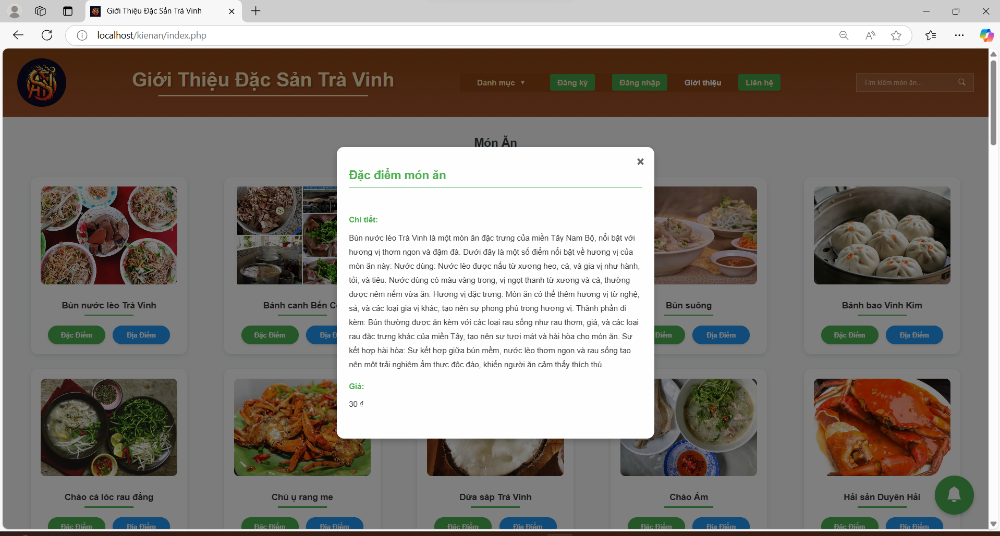 Giới Thiệu Đặc Sản Trà Vinh
localhost/kienan/index.php
Giới Thiệu Đặc Sản Trà Vinh
Danh mục ▼
Đăng ký
Đăng nhập
Giới thiệu
Liên hệ
Tìm kiếm món ăn...
Món Ăn
Đặc điểm món ăn
Chi tiết:
Bún nước lèo Trà Vinh là một món ăn đặc trưng của miền Tây Nam Bộ, nổi bật với
hương vị thơm ngon và đậm đà. Dưới đây là một số điểm nổi bật về hương vị của
món ăn này: Nước dùng: Nước lèo được nấu từ xương heo, cá, và gia vị như hành,
tỏi, và tiêu. Nước dùng có màu vàng trong, vị ngọt thanh từ xương và cá, thường
được nêm nếm vừa ăn. Hương vị đặc trưng: Món ăn có thể thêm hương vị từ nghệ,
sả, và các loại gia vị khác, tạo nên sự phong phú trong hương vị. Thành phần đi
kèm: Bún thường được ăn kèm với các loại rau sống như rau thơm, giá, và các loại
rau đặc trưng khác của miền Tây, tạo nên sự tươi mát và hài hòa cho món ăn. Sự
kết hợp hài hòa: Sự kết hợp giữa bún mềm, nước lèo thơm ngon và rau sống tạo
nên một trải nghiệm ẩm thực độc đáo, khiến người ăn cảm thấy thích thú.
Giá:
30 ₫
Bún nước lèo Trà Vinh
Bánh canh Bến C
Bún suông
Bánh bao Vinh Kim
Đặc Điểm
Địa Điểm
Đặc Điểm
Địa Đ
Điểm
Địa Điểm
Đặc Điểm
Địa Điểm
Cháo cá lóc rau đắng
Chù ụ rang me
Dừa sáp Trà Vinh
Cháo Ám
Hải sản Duyên Hải
Đặc Điểm
Địa Điểm
Đặc Điểm
Địa Điểm
Đặc Điểm
Địa Điểm
Đặc Điểm
Địa Điểm
Đặc Điểm
Địa Điểm